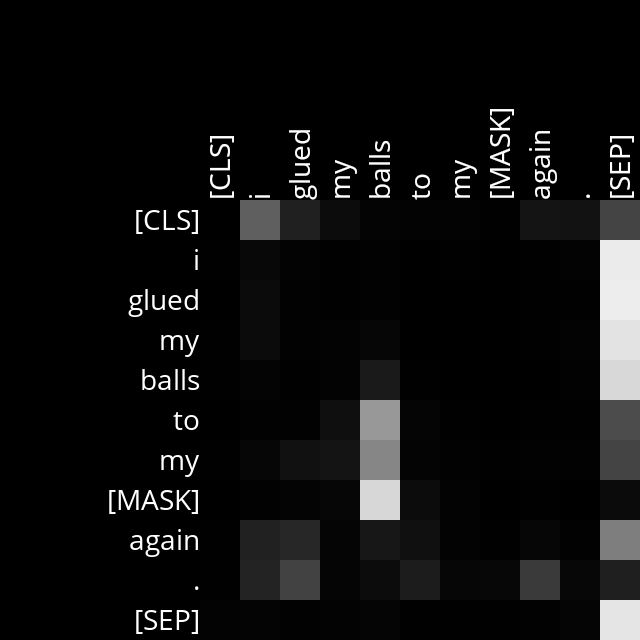 [CLS] i glued my balls to my [MASK] again . [SEP]
[CLS]
i
glued
my
balls
to
my
[MASK]
again
.
[SEP]